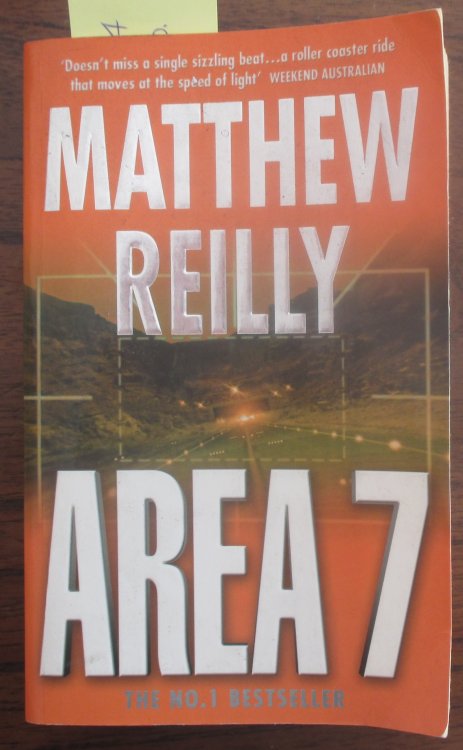 'Doesn't miss a single sizzling beat...a roller coaster ride
that moves at the speed of light' WEEKEND AUSTRALIAN
MATTHEW
REILLY
AREA 7
THE NO.1 BESTSELLER